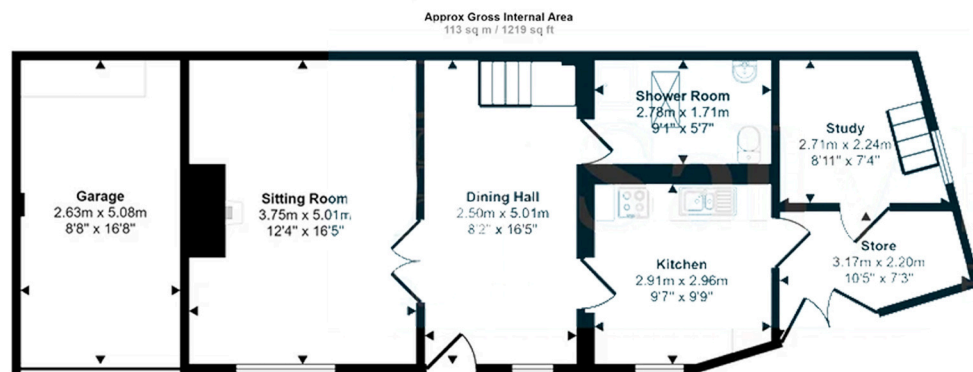 Approx Gross Internal Area
113 sq m / 1219 sq ft
Garage
2.63m x 5.08m
8'8" x 16'8"
Sitting Room
3.75m x 5.01m
12'4" x 16'5"
Dining Hall
2.50m x 5.01m
8'2" x 16'5"
Shower Room
2.78m x 1.71m
9'1" x 5'7"
Kitchen
2.91m x 2.96m
9'7" x 9'9"
Study
2.71m x 2.24m
8'11" x 7'4"
Store
3.17m x 2.20m
10'5" x 7'3"